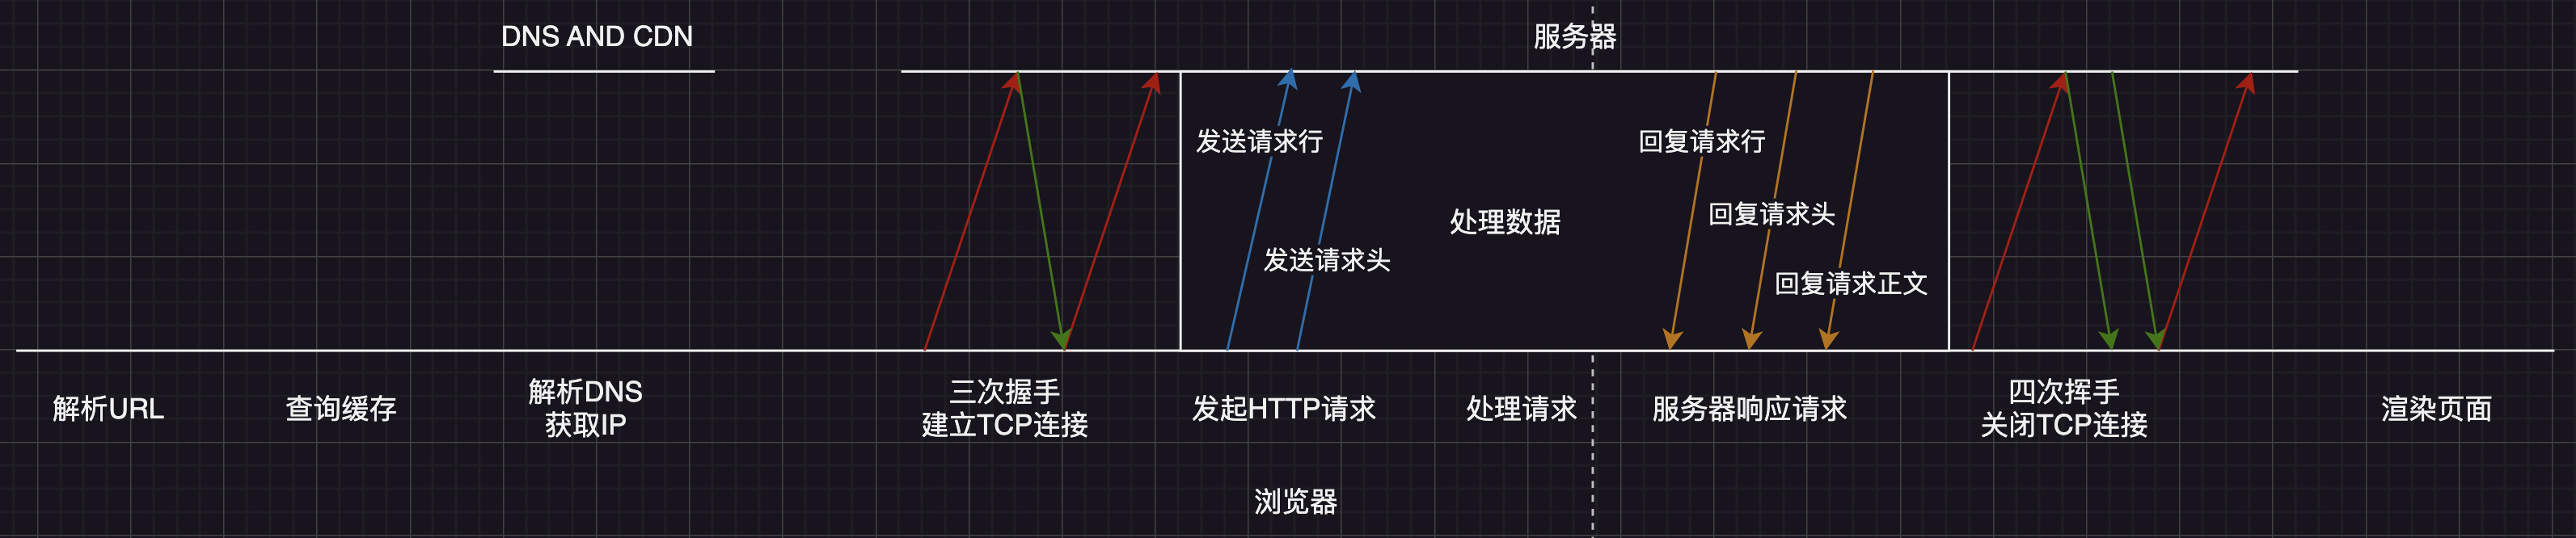 DNS AND CDN
服务器
发送请求行
发送请求头
处理数据
回复请求行
回复请求头
回复请求正文
解析URL
查询缓存
解析DNS
获取IP
三次握手
建立TCP连接
发起HTTP请求
处理请求
服务器响应请求
四次挥手
关闭TCP连接
渲染页面
浏览器